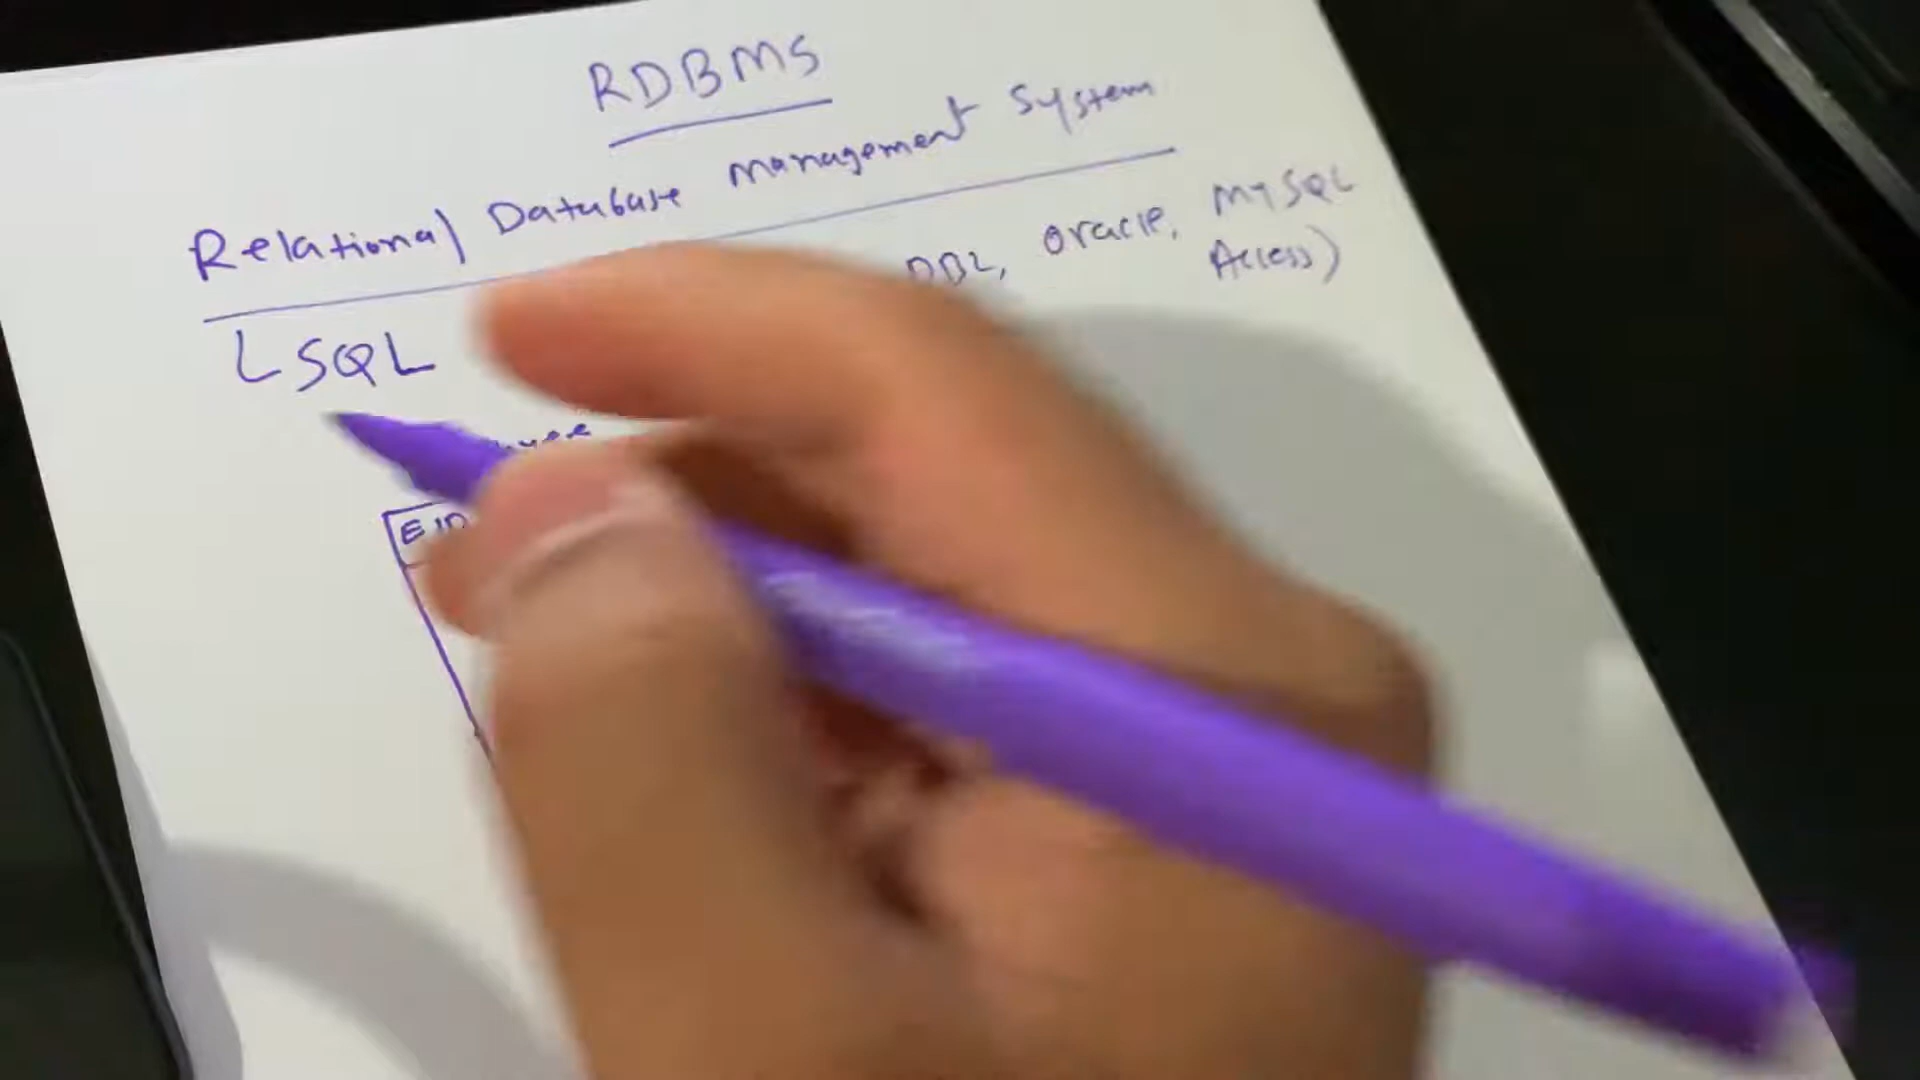 RDBMS
Relational Database management System
DB2, Oracle, MySQL
Access)
SQL
EID